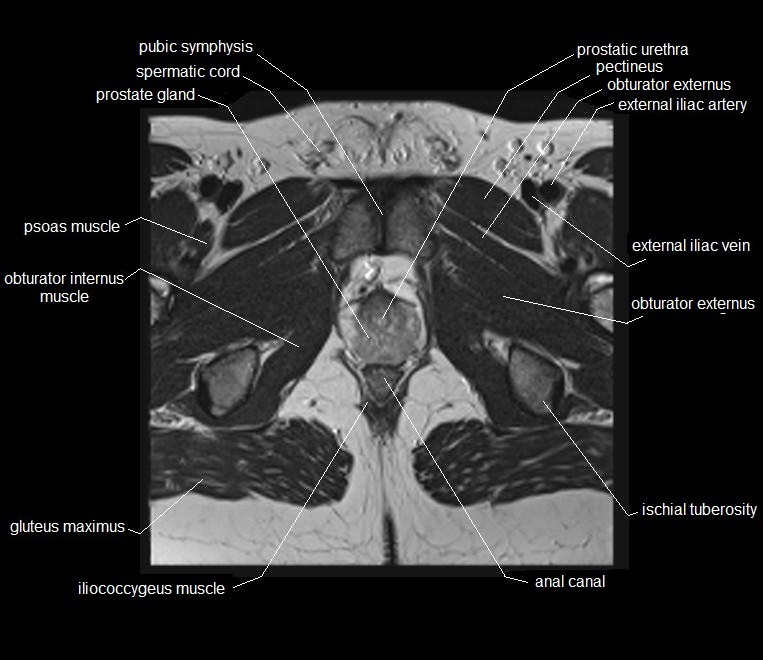 pubic symphysis
spermatic cord
prostate gland
prostatic urethra
pectineus
obturator externus
external iliac artery
psoas muscle
external iliac vein
obturator internus
muscle
obturator externus
gluteus maximus
ischial tuberosity
iliococcygeus muscle
anal canal